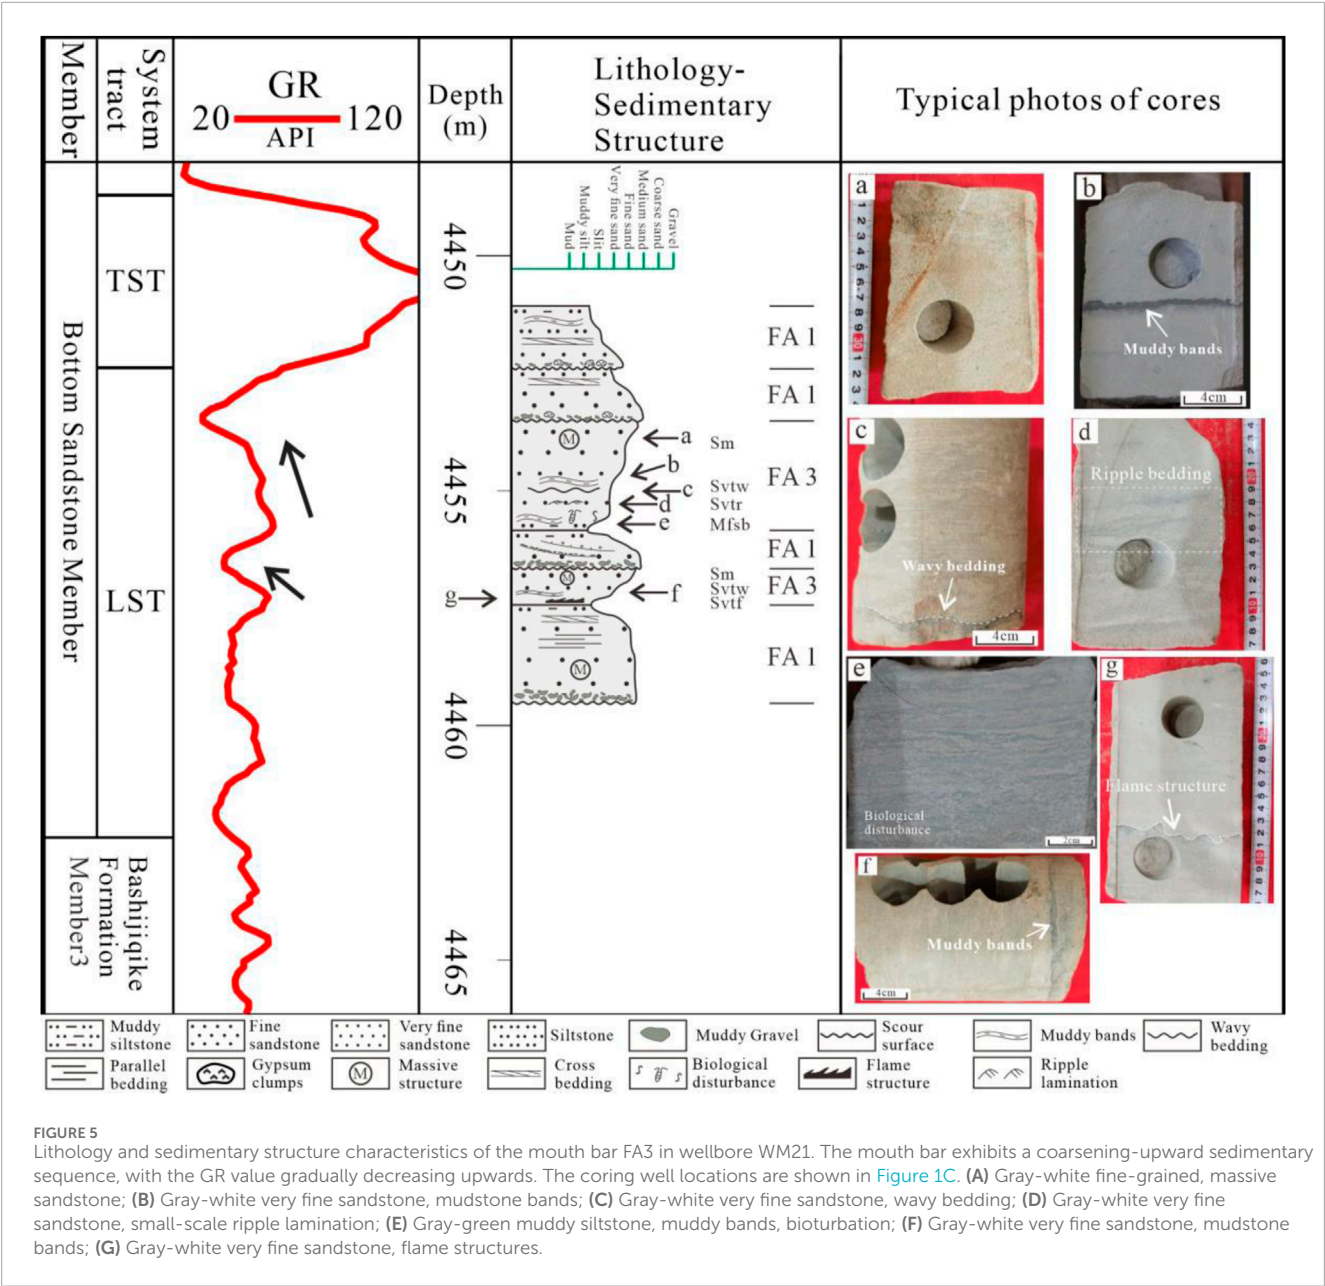 Member
System
tract
GR
20
120
API
Depth
(m)
Lithology-
Sedimentary
Structure
Typical photos of cores
TST
LST
Bottom Sandstone Member
Bashijiqike
Formation
Member3
4450
4455
4460
4465
Mud
Muddy silt
Slit
Very fine sand
Fine sand
Medium sand
Coarse sand
Gravel
M
M
M
a
b
c
d
e
f
g
Sm
Svtw
Svtr
Mfsb
Sm
Svtw
Svtf
FA 1
FA 1
FA 3
FA 1
FA 3
FA 1
a
b
Muddy bands
4cm
c
Wavy bedding
4cm
d
Ripple bedding
e
Biological
disturbance
2cm
f
Muddy bands
4cm
g
Flame structure
Muddy
siltstone
Fine
sandstone
Very fine
sandstone
Siltstone
Muddy Gravel
Scour
surface
Muddy bands
Wavy
bedding
Parallel
bedding
Gypsum
clumps
M
Massive
structure
Cross
bedding
Biological
disturbance
Flame
structure
Ripple
lamination
FIGURE 5
Lithology and sedimentary structure characteristics of the mouth bar FA3 in wellbore WM21. The mouth bar exhibits a coarsening-upward sedimentary
sequence, with the GR value gradually decreasing upwards. The coring well locations are shown in Figure 1C. (A) Gray-white fine-grained, massive
sandstone; (B) Gray-white very fine sandstone, mudstone bands; (C) Gray-white very fine sandstone, wavy bedding; (D) Gray-white very fine
sandstone, small-scale ripple lamination; (E) Gray-green muddy siltstone, muddy bands, bioturbation; (F) Gray-white very fine sandstone, mudstone
bands; (G) Gray-white very fine sandstone, flame structures.